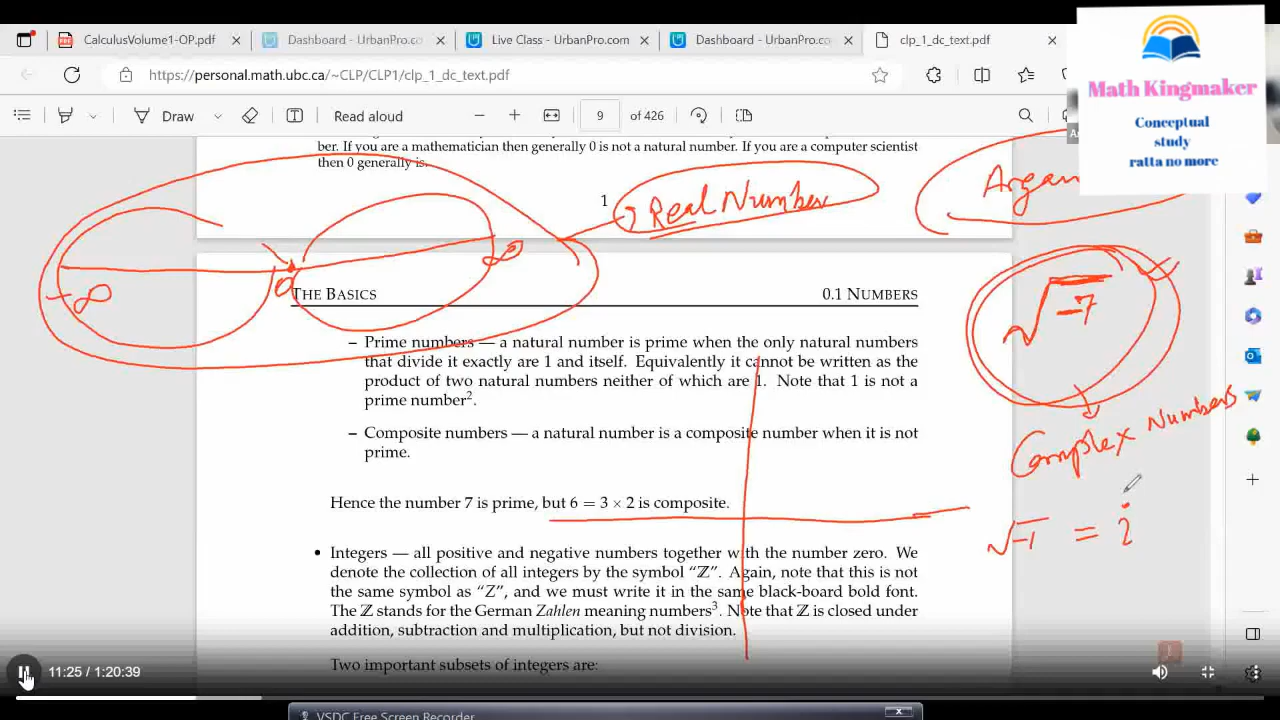 CalculusVolume1-OP.pdf
Dashboard - UrbanPro.co
Live Class - UrbanPro.com
Dashboard - UrbanPro.co
clp_1_dc_text.pdf
https://personal.math.ubc.ca/~CLP/CLP1/clp_1_dc_text.pdf
Math Kingmaker
Conceptual
study
ratta no more
Draw
Read aloud
9 of 426
ber. If you are a mathematician then generally 0 is not a natural number. If you are a computer scientist
then 0 generally is.
1
Real Number
∞
0
-∞
THE BASICS
0.1 NUMBERS
√-7
– Prime numbers — a natural number is prime when the only natural numbers
that divide it exactly are 1 and itself. Equivalently it cannot be written as the
product of two natural numbers neither of which are 1. Note that 1 is not a
prime number2.
Complex Numbers
– Composite numbers — a natural number is a composite number when it is not
prime.
Hence the number 7 is prime, but 6 = 3 × 2 is composite.
√-1 = i
• Integers — all positive and negative numbers together with the number zero. We
denote the collection of all integers by the symbol “ℤ”. Again, note that this is not
the same symbol as “Z”, and we must write it in the same black-board bold font.
The ℤ stands for the German Zahlen meaning numbers3. Note that ℤ is closed under
addition, subtraction and multiplication, but not division.
Two important subsets of integers are:
11:25 / 1:20:39
VSDC Free Screen Recorder